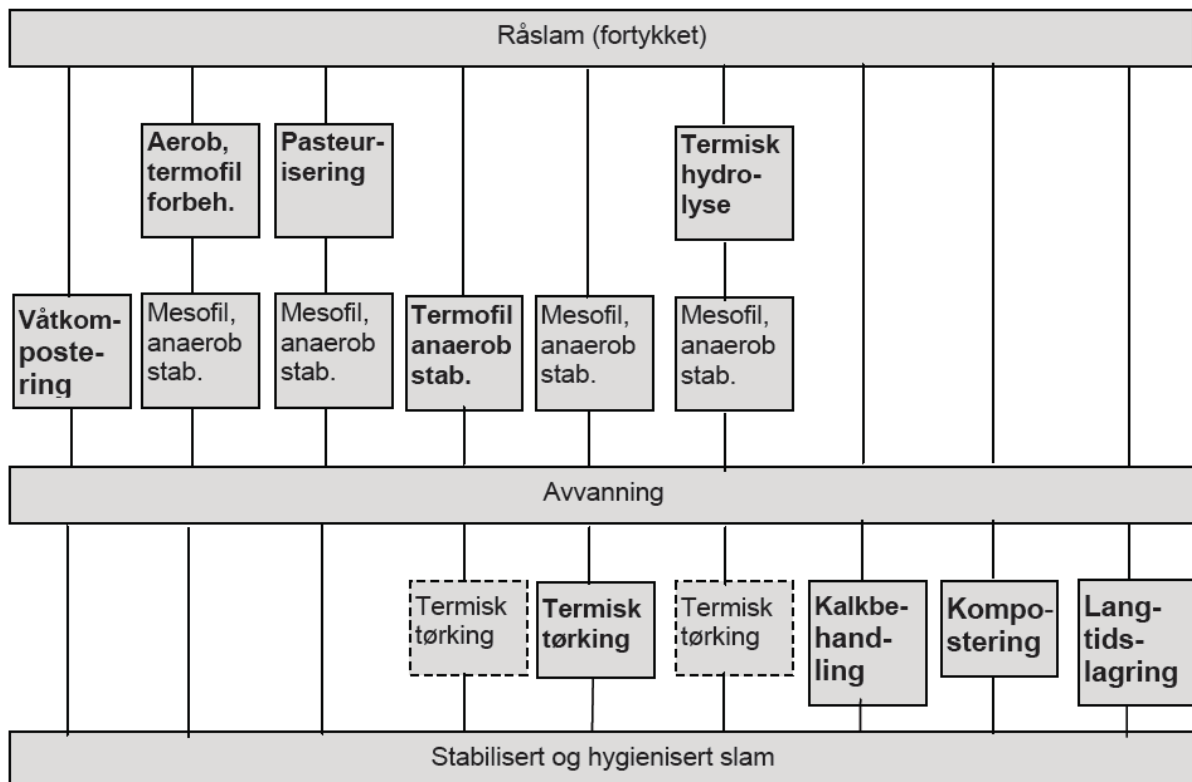 Råslam (fortykket)
Aerob,
termofil
forbeh.
Pasteur-
isering
Termisk
hydro-
lyse
Våtkom-
poste-
ring
Mesofil,
anaerob
stab.
Mesofil,
anaerob
stab.
Termofil
anaerob
stab.
Mesofil,
anaerob
stab.
Mesofil,
anaerob
stab.
Avvanning
Termisk
tørking
Termisk
tørking
Termisk
tørking
Kalkbe-
hand-
ling
Kompo-
stering
Lang-
tids-
lagring
Stabilisert og hygienisert slam